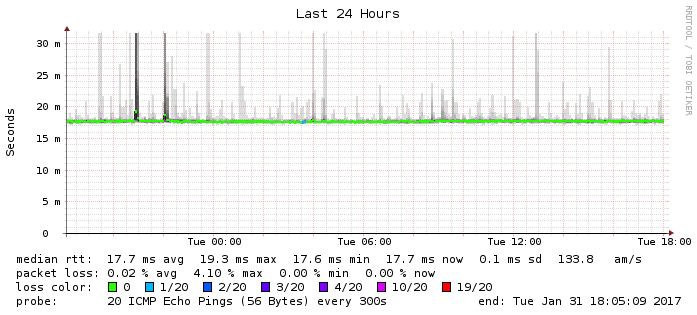 Last 24 Hours
RRDTOOL / TOBI OETIKER
Seconds
30 m
25 m
20 m
15 m
10 m
5 m
0
Tue 00:00 Tue 06:00 Tue 12:00 Tue 18:00
median rtt: 17.7 ms avg 19.3 ms max 17.6 ms min 17.7 ms now 0.1 ms sd 133.8 am/s
packet loss: 0.02 % avg 4.10 % max 0.00 % min 0.00 % now
loss color: 0 1/20 2/20 3/20 4/20 10/20 19/20
probe: 20 ICMP Echo Pings (56 Bytes) every 300s end: Tue Jan 31 18:05:09 2017